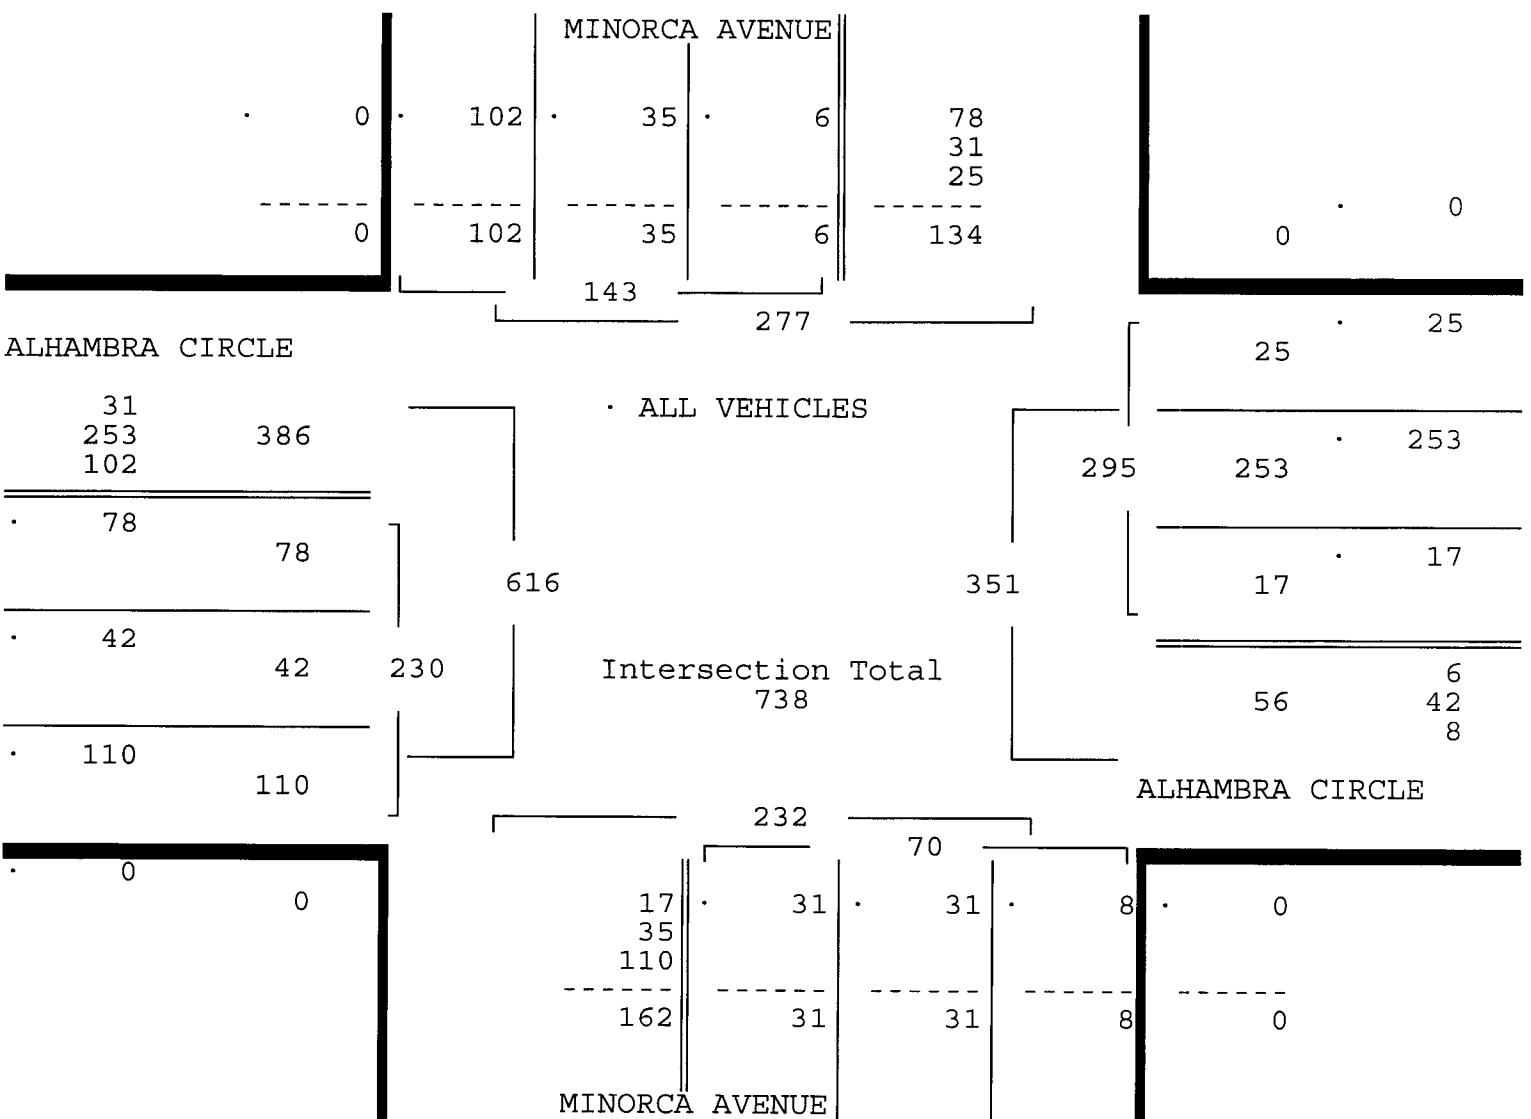 MINORCA AVENUE
· 0 · 102 · 35 · 6 78
31
25
------ ------ ------ ------ ------
· 0
0 102 35 6 134
0
143
277
· 25
ALHAMBRA CIRCLE
25
31
· ALL VEHICLES
253 386
· 253
102
295 253
· 78
78
· 17
616 351 17
· 42
42 230
Intersection Total
6
738
56 42
8
· 110
110
ALHAMBRA CIRCLE
232
70
· 0
0
17 · 31 · 31 · 8 · 0
35
110
------ ------ ------ ------ ------
162 31 31 8 0
MINORCA AVENUE